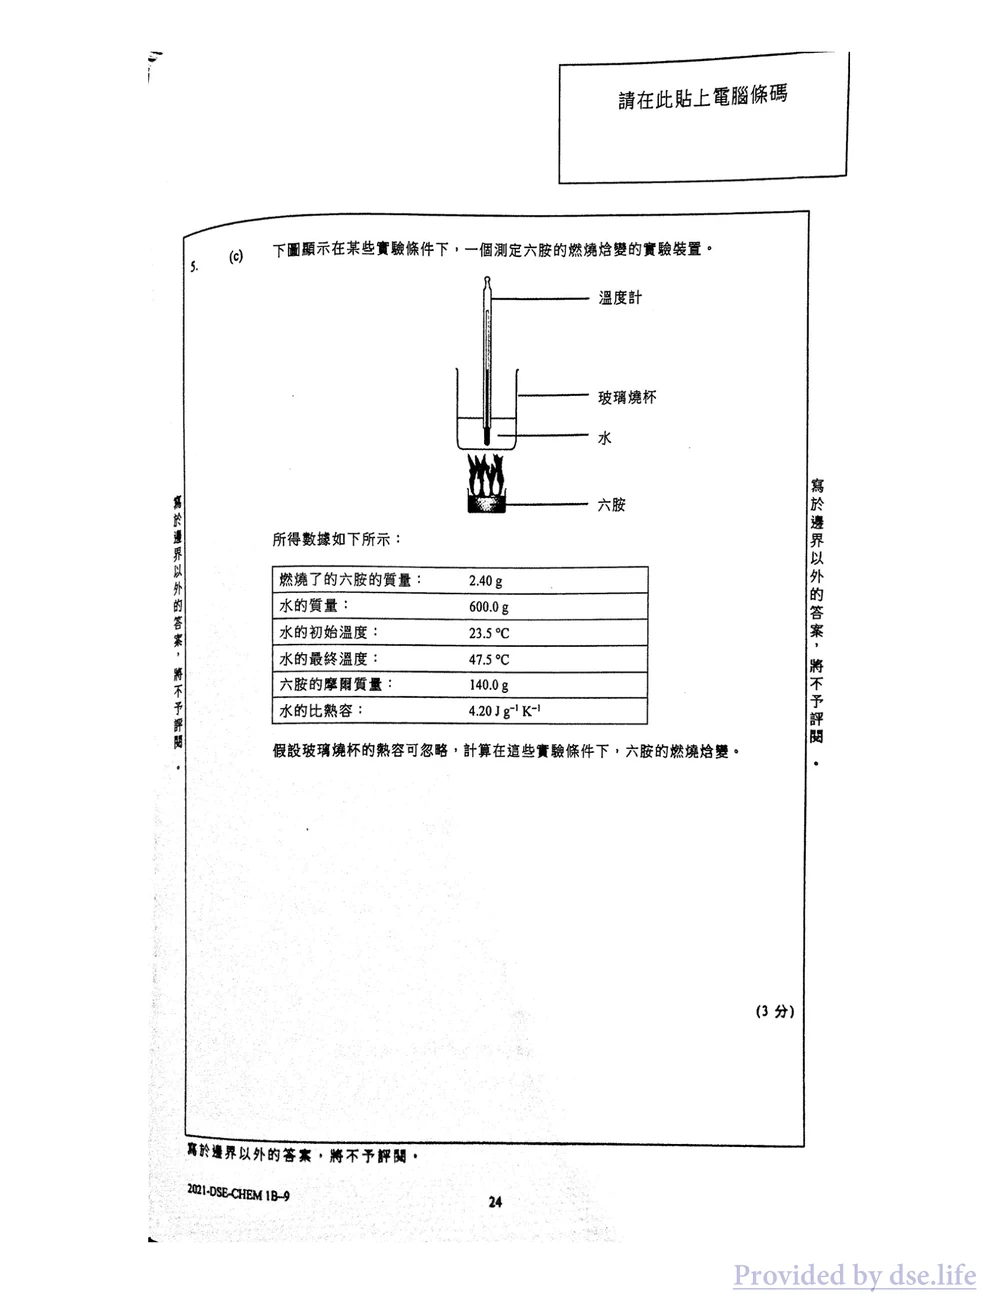 請在此貼上電腦條碼
5. (c) 下圖顯示在某些實驗條件下，一個測定六胺的燃燒焓變的實驗裝置。
溫度計
玻璃燒杯
水
六胺
所得數據如下所示：
燃燒了的六胺的質量： 2.40 g
水的質量： 600.0 g
水的初始溫度： 23.5 °C
水的最終溫度： 47.5 °C
六胺的摩爾質量： 140.0 g
水的比熱容： 4.20 J g⁻¹ K⁻¹
假設玻璃燒杯的熱容可忽略，計算在這些實驗條件下，六胺的燃燒焓變。
(3 分)
寫於邊界以外的答案，將不予評閱。
寫於邊界以外的答案，將不予評閱。
寫於邊界以外的答案，將不予評閱。
2021-DSE-CHEM 1B–9
24
Provided by dse.life